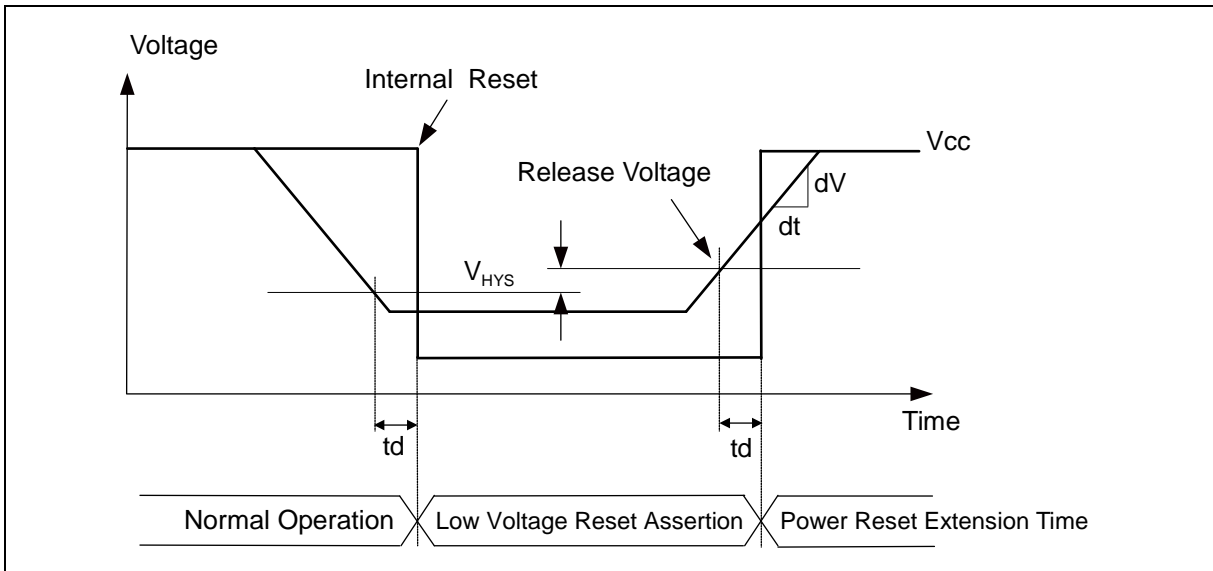 Voltage
Internal Reset
Vcc
Release Voltage
dV
dt
VHYS
Time
td
td
Normal Operation
Low Voltage Reset Assertion
Power Reset Extension Time